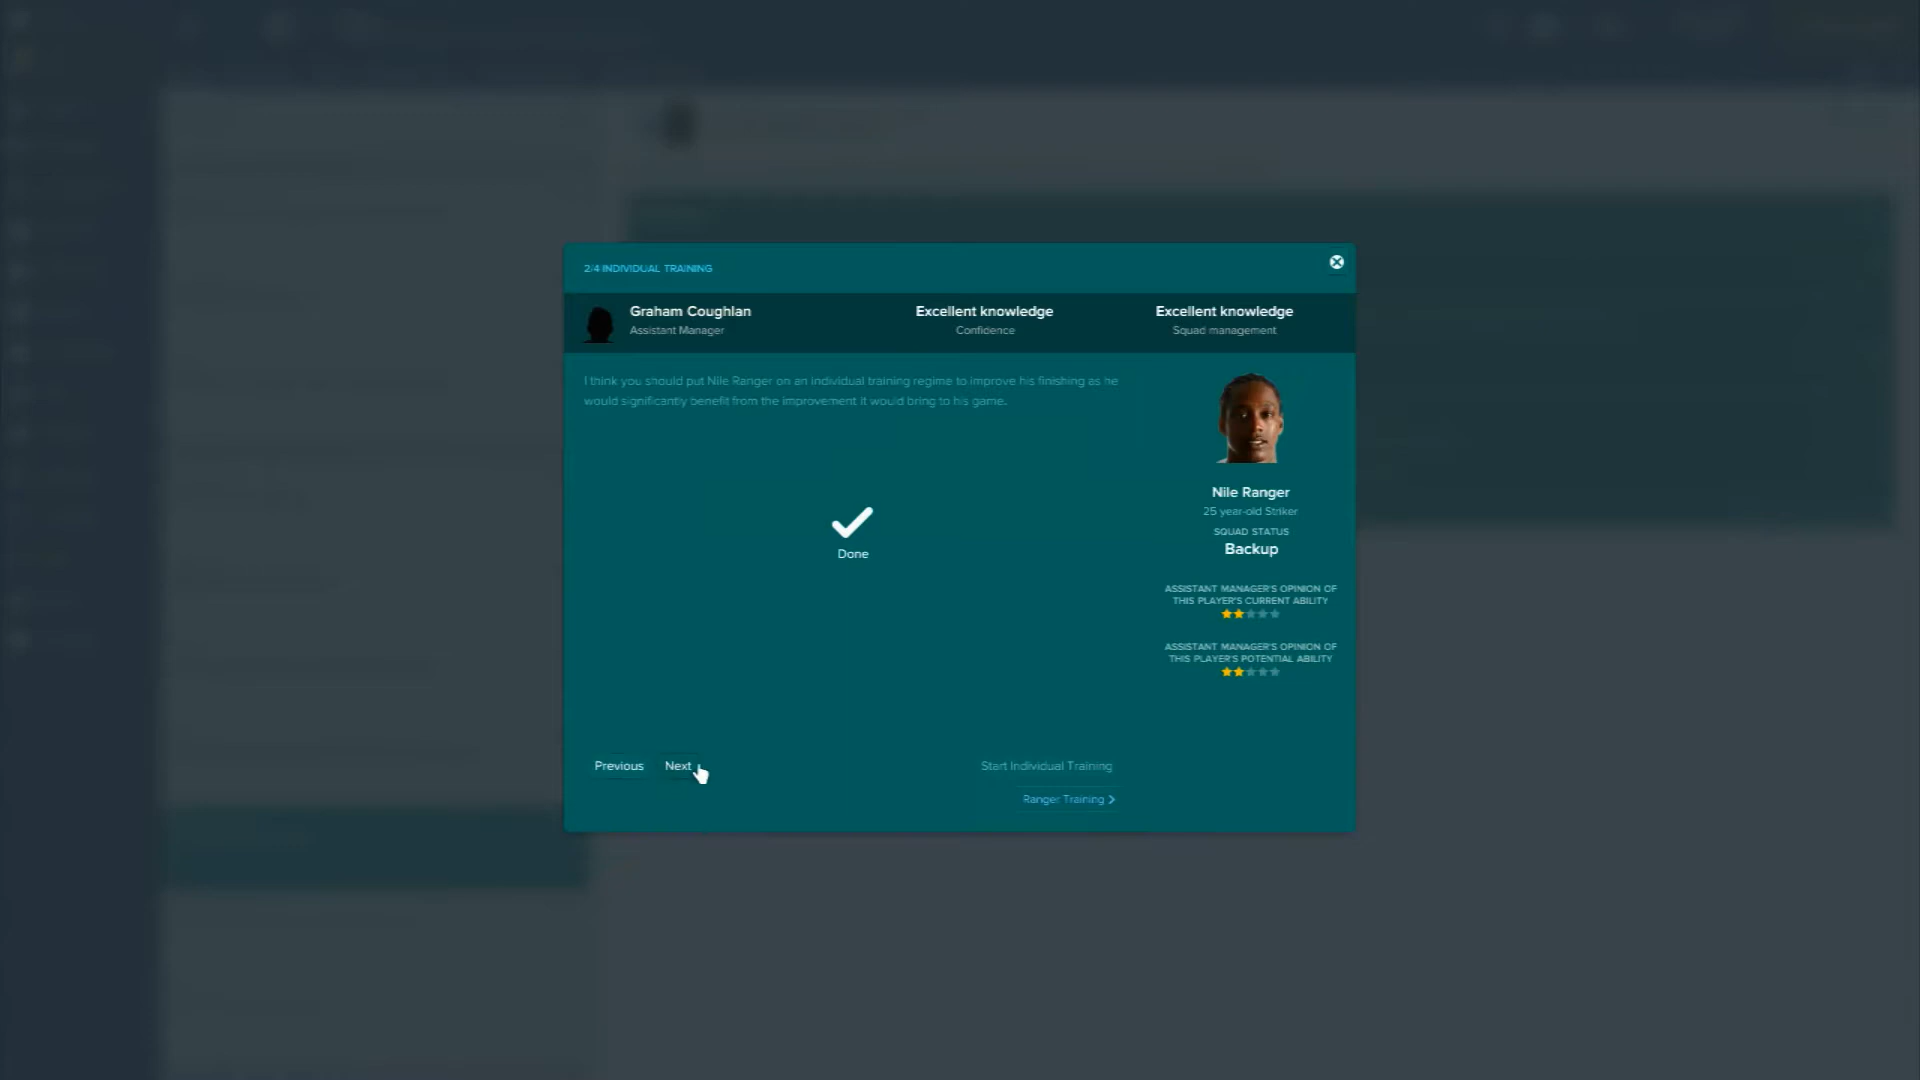 2/4 INDIVIDUAL TRAINING
Graham Coughlan
Assistant Manager
Excellent knowledge
Confidence
Excellent knowledge
Squad management
I think you should put Nile Ranger on an individual training regime to improve his finishing as he
would significantly benefit from the improvement it would bring to his game.
Done
Nile Ranger
25 year-old Striker
SQUAD STATUS
Backup
ASSISTANT MANAGER'S OPINION OF
THIS PLAYER'S CURRENT ABILITY
ASSISTANT MANAGER'S OPINION OF
THIS PLAYER'S POTENTIAL ABILITY
Previous
Next
Start Individual Training
Ranger Training